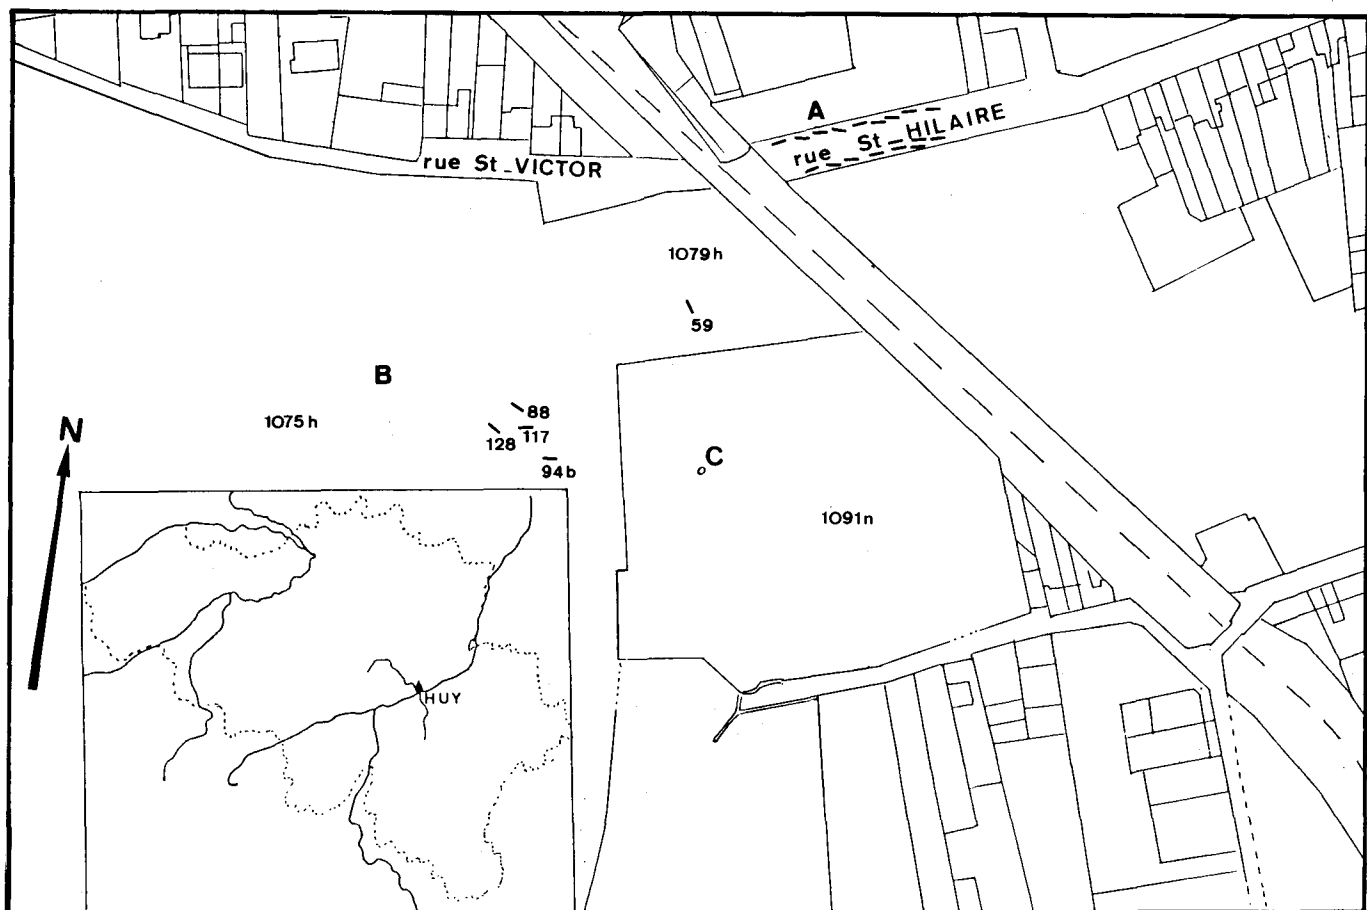 A
rue St_HILAIRE
rue St_VICTOR
1079h
59
B
1075h
88
117
128
94b
N
C
1091n
HUY